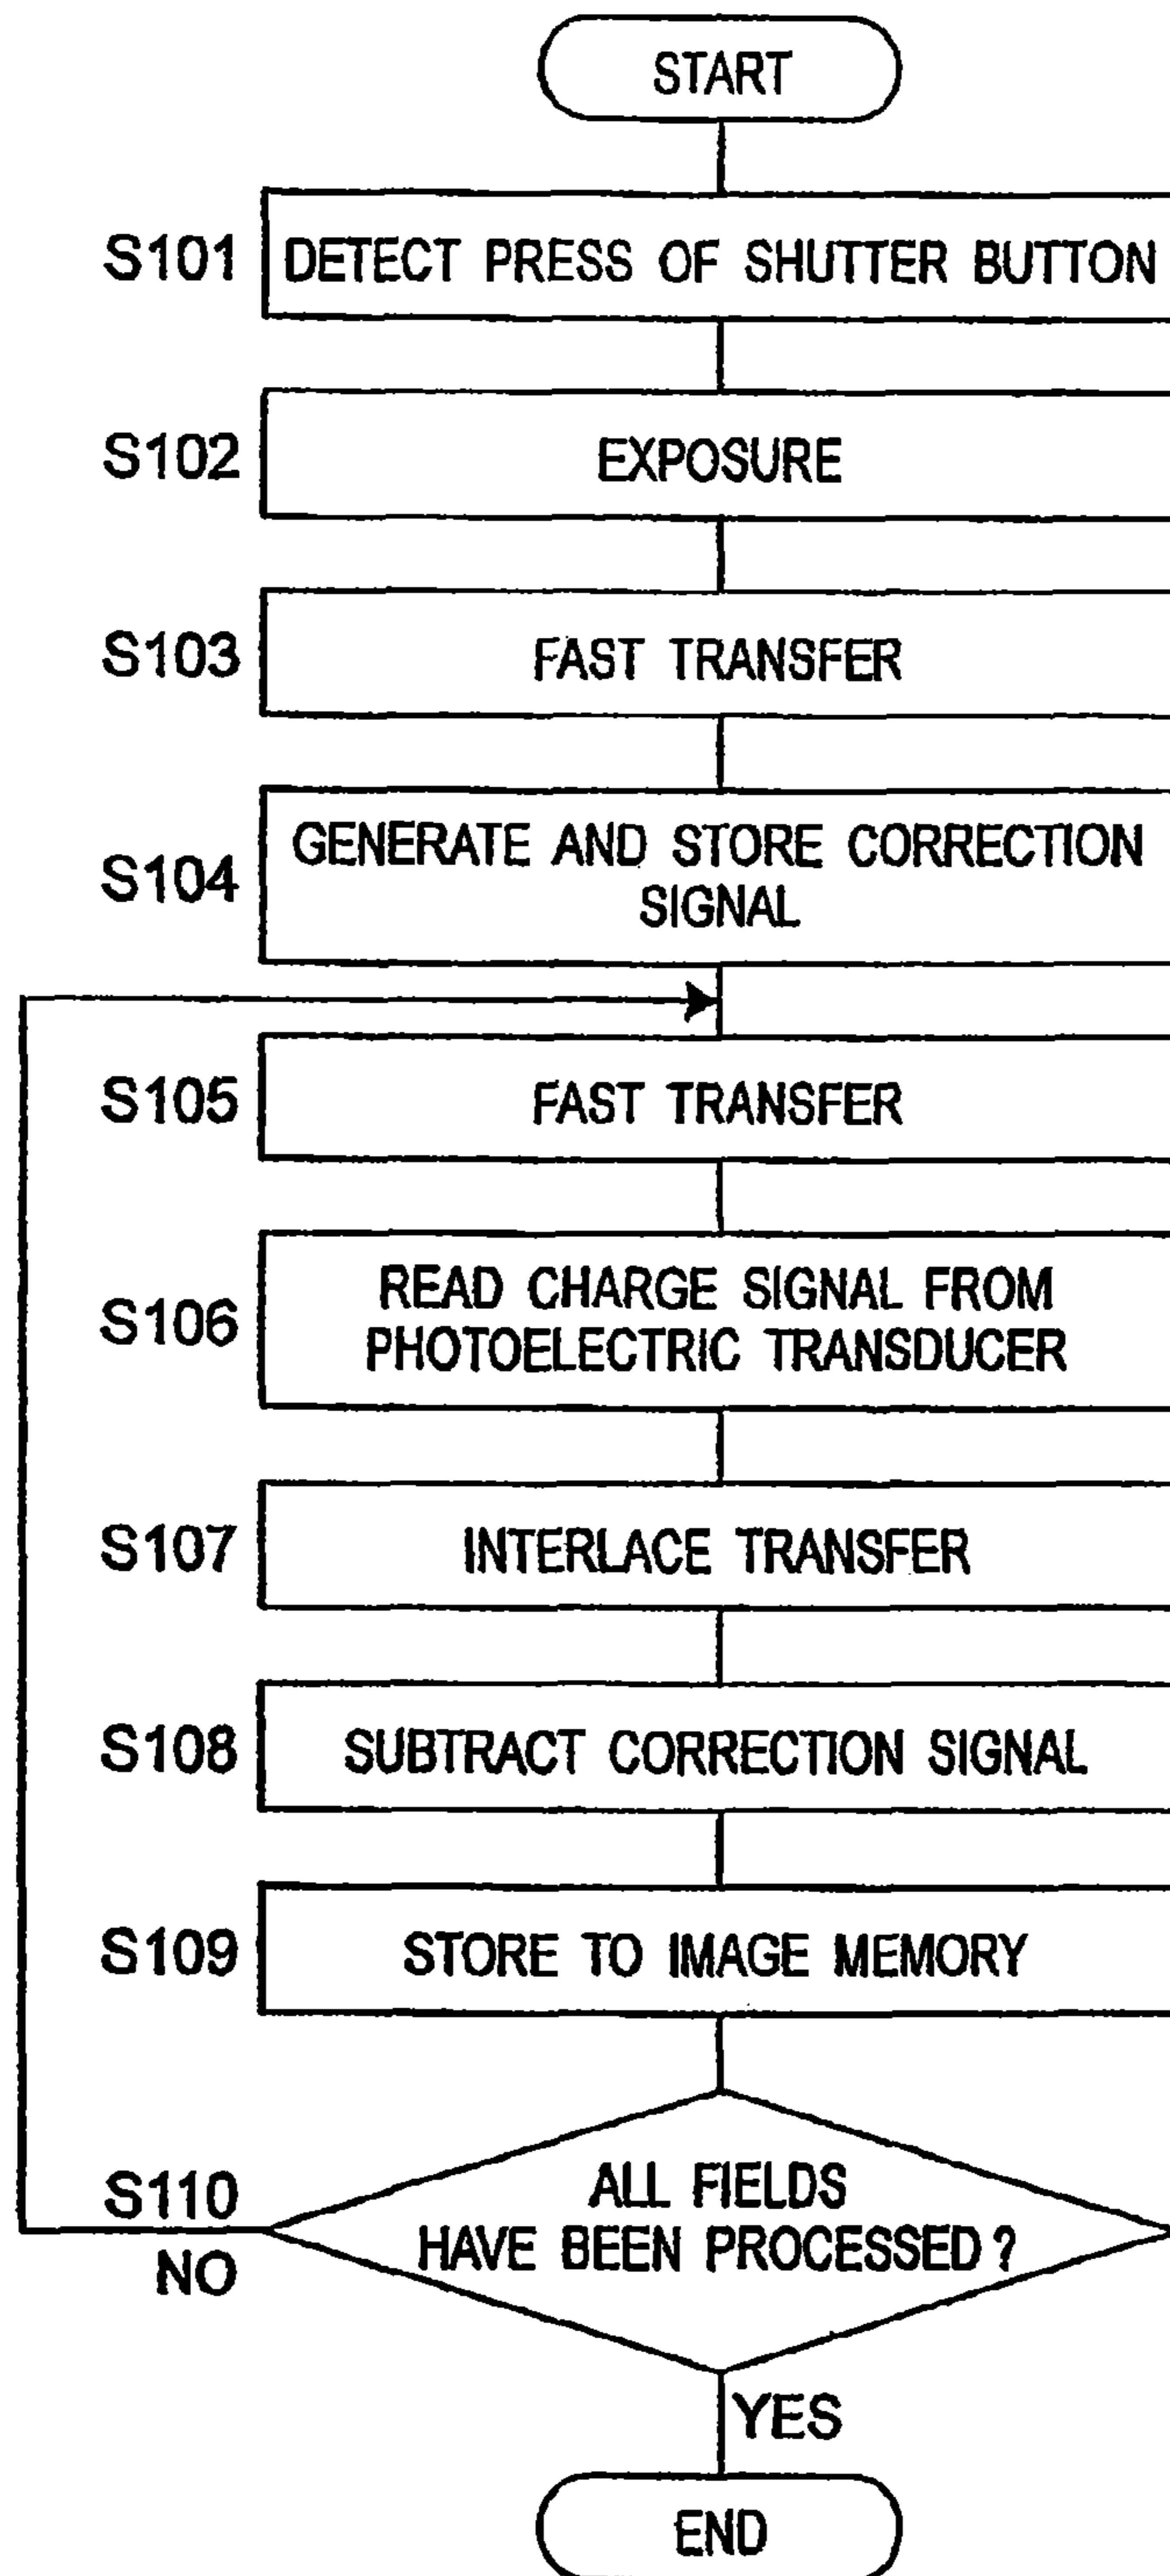 START
S101 DETECT PRESS OF SHUTTER BUTTON
S102 EXPOSURE
S103 FAST TRANSFER
S104 GENERATE AND STORE CORRECTION
SIGNAL
S105 FAST TRANSFER
S106 READ CHARGE SIGNAL FROM
PHOTOELECTRIC TRANSDUCER
S107 INTERLACE TRANSFER
S108 SUBTRACT CORRECTION SIGNAL
S109 STORE TO IMAGE MEMORY
S110 ALL FIELDS
HAVE BEEN PROCESSED?
NO
YES
END